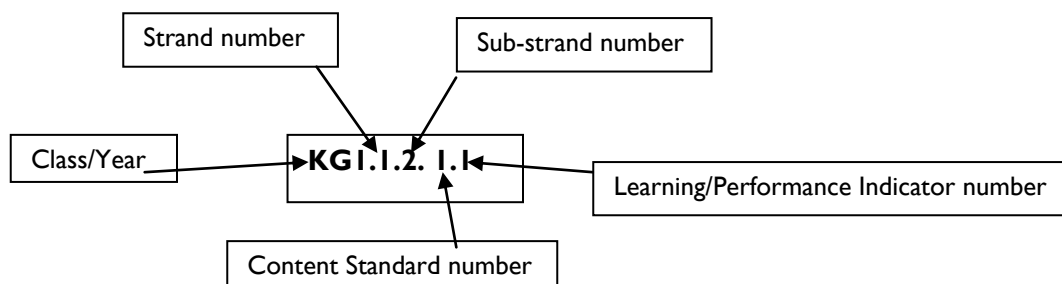 Strand number
Sub-strand number
Class/Year
KG1.1.2. 1.1
Learning/Performance Indicator number
Content Standard number